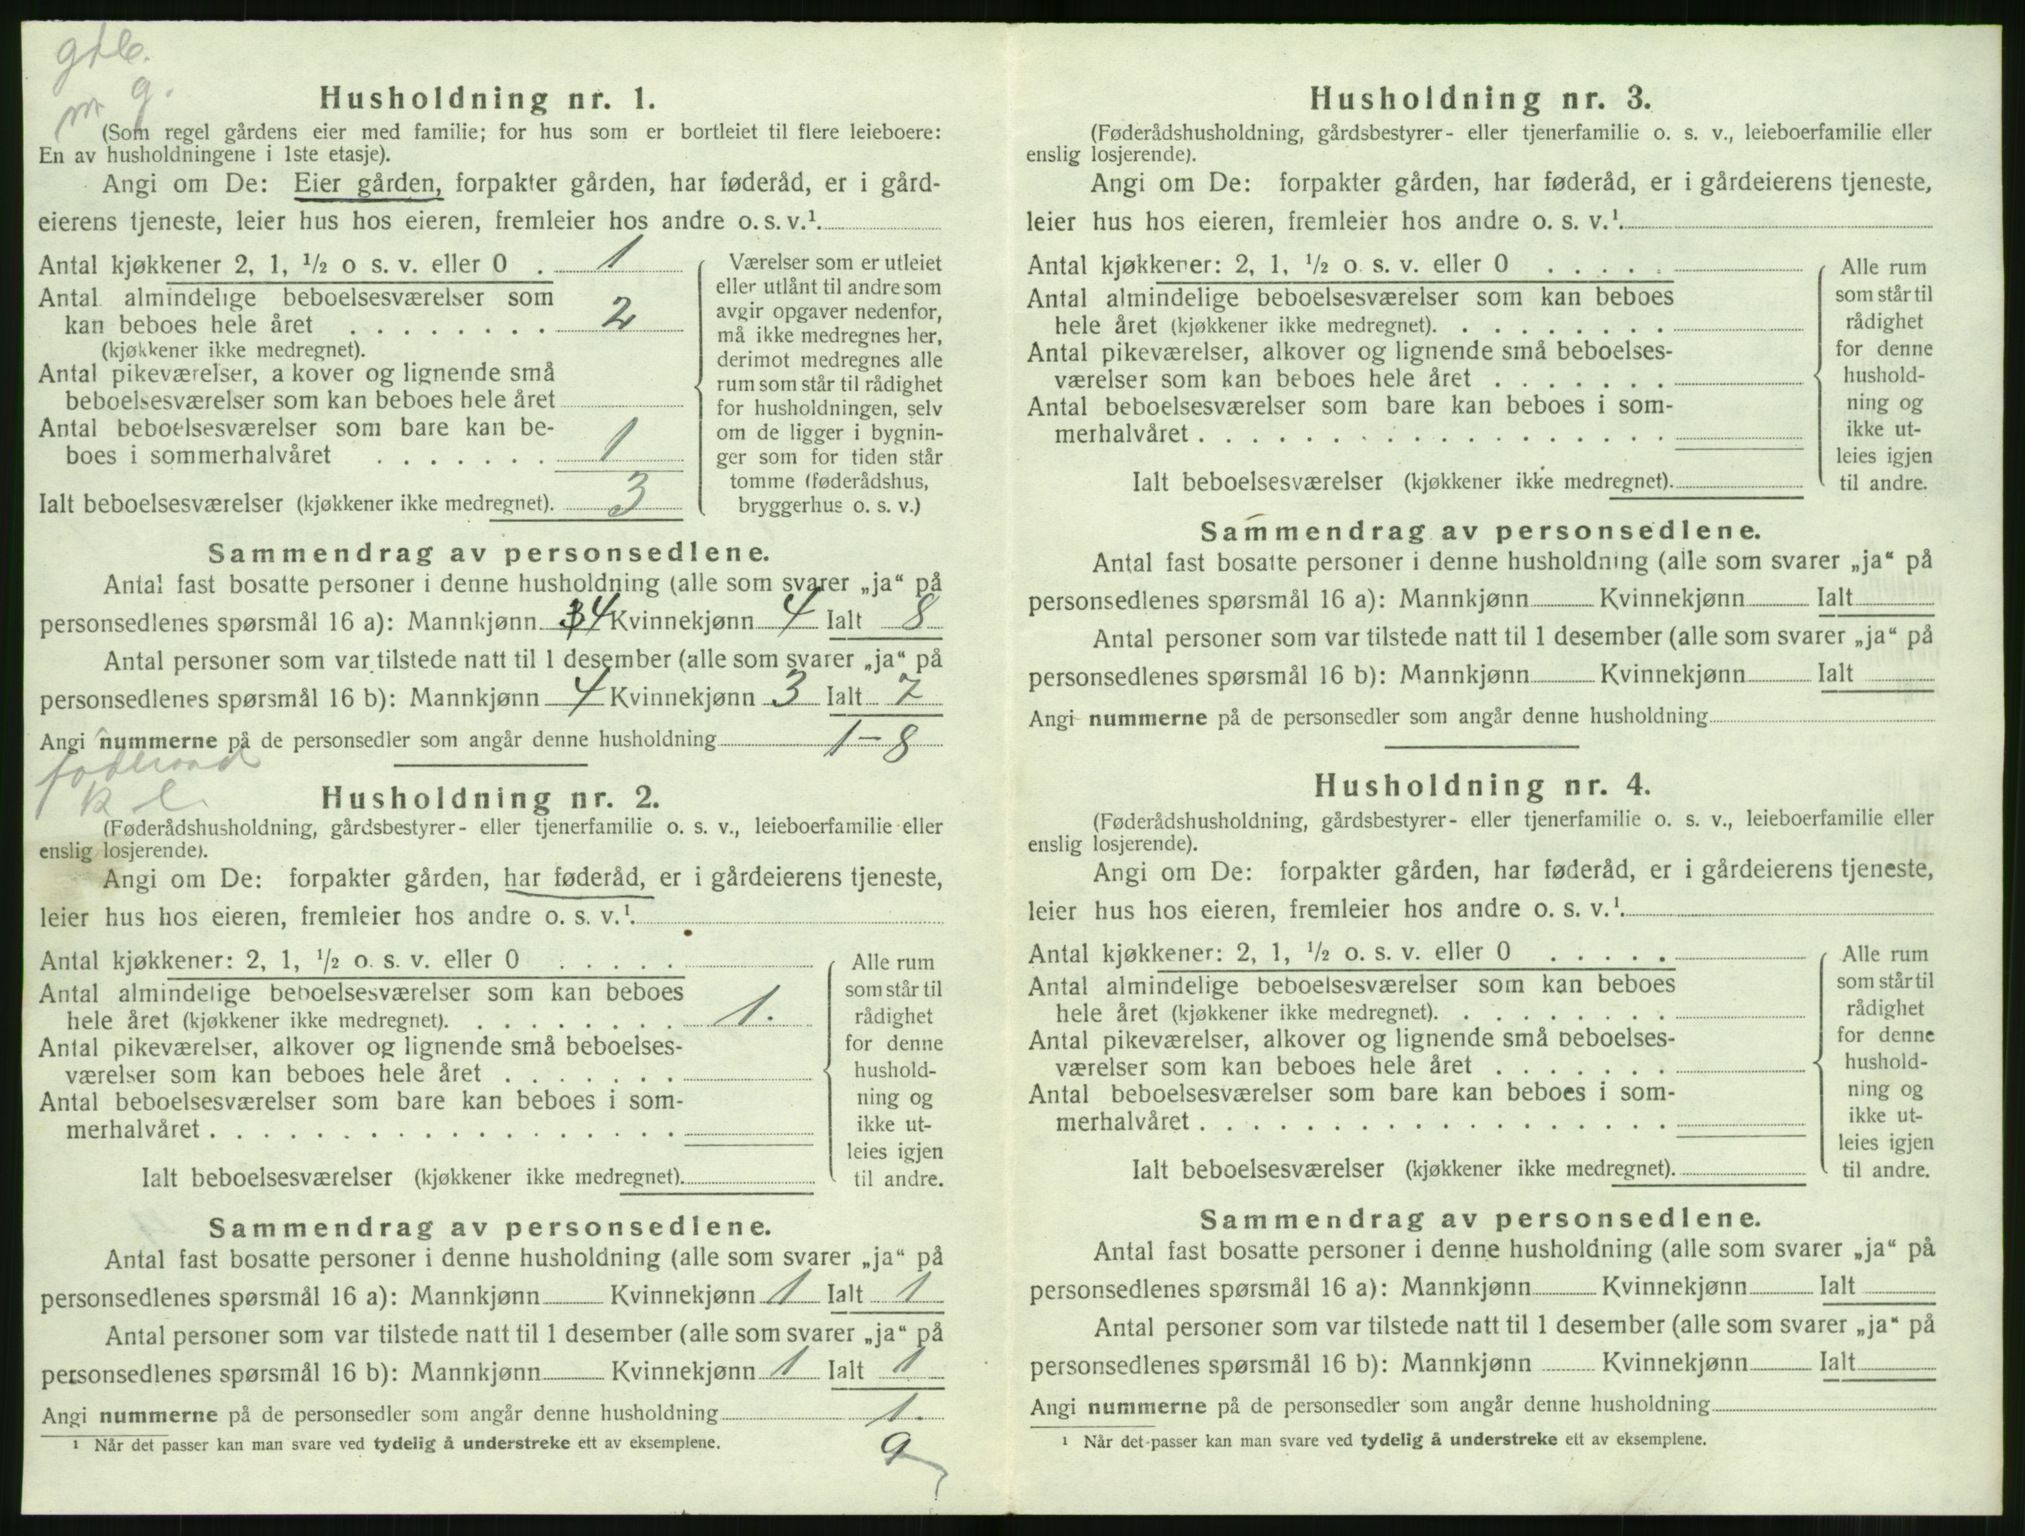 g.
Husholdning nr. 1.
(Som regel gårdens eier med familie; for hus som er bortleiet til flere leieboere:
En av husholdningene i 1ste etasje).
Angi om De: Eier gården, forpakter gården, har føderåd, er i gård-
eierens tjeneste, leier hus hos eieren, fremleier hos andre o. s. v.¹
Antal kjøkkener 2, 1, ½ o s. v. eller 0 . 1
Antal almindelige beboelsesværelser som
kan beboes hele året . . . . . . . . 2
(kjøkkener ikke medregnet).
Antal pikeværelser, a kover og lignende små
beboelsesværelser som kan beboes hele året
Antal beboelsesværelser som bare kan be-
boes i sommerhalvåret . . . . . . . 1
Ialt beboelsesværelser (kjøkkener ikke medregnet). 3
Værelser som er utleiet
eller utlånt til andre som
avgir opgaver nedenfor,
må ikke medregnes her,
derimot medregnes alle
rum som står til rådighet
for husholdningen, selv
om de ligger i bygnin-
ger som for tiden står
tomme (føderådshus,
bryggerhus o. s. v.)
Sammendrag av personsedlene.
Antal fast bosatte personer i denne husholdning (alle som svarer „ja“ på
personsedlenes spørsmål 16 a): Mannkjønn 34 Kvinnekjønn 4 Ialt 8
Antal personer som var tilstede natt til 1 desember (alle som svarer „ja“ på
personsedlenes spørsmål 16 b): Mannkjønn 4 Kvinnekjønn 3 Ialt 7
Angi nummerne på de personsedler som angår denne husholdning 1-8
Husholdning nr. 2.
(Føderådshusholdning, gårdsbestyrer- eller tjenerfamilie o. s. v., leieboerfamilie eller
enslig losjerende).
Angi om De: forpakter gården, har føderåd, er i gårdeierens tjeneste,
leier hus hos eieren, fremleier hos andre o. s. v.¹.
Antal kjøkkener: 2, 1, ½ o. s. v. eller 0 . . . . .
Antal almindelige beboelsesværelser som kan beboes
hele året (kjøkkener ikke medregnet). . . . . . . . . 1.
Antal pikeværelser, alkover og lignende små beboelses-
værelser som kan beboes hele året . . . . . . .
Antal beboelsesværelser som bare kan beboes i som-
merhalvåret . . . . . . . . . . . . . . . . . .
Ialt beboelsesværelser (kjøkkener ikke medregnet).
Alle rum
som står til
rådighet
for denne
hushold-
ning og
ikke ut-
leies igjen
til andre.
Sammendrag av personsedlene.
Antal fast bosatte personer i denne husholdning (alle som svarer „ja“ på
personsedlenes spørsmål 16 a): Mannkjønn Kvinnekjønn 1 Ialt 1
Antal personer som var tilstede natt til 1 desember (alle som svarer „ja“ på
personsedlenes spørsmål 16 b): Mannkjønn Kvinnekjønn 1 Ialt 1
Angi nummerne på de personsedler som angår denne husholdning 1.
¹ Når det passer kan man svare ved tydelig å understreke ett av eksemplene.
9
Husholdning nr. 3.
(Føderådshusholdning, gårdsbestyrer- eller tjenerfamilie o. s. v., leieboerfamilie eller
enslig losjerende).
Angi om De: forpakter gården, har føderåd, er i gårdeierens tjeneste,
leier hus hos eieren, fremleier hos andre o. s. v.¹.
Antal kjøkkener: 2, 1, ½ o. s. v. eller 0 . . . . .
Antal almindelige beboelsesværelser som kan beboes
hele året (kjøkkener ikke medregnet). . . . . . . . .
Antal pikeværelser, alkover og lignende små beboelses-
værelser som kan beboes hele året . . . . . . .
Antal beboelsesværelser som bare kan beboes i som-
merhalvåret . . . . . . . . . . . . . . . . . .
Ialt beboelsesværelser (kjøkkener ikke medregnet).
Alle rum
som står til
rådighet
for denne
hushold-
ning og
ikke ut-
leies igjen
til andre.
Sammendrag av personsedlene.
Antal fast bosatte personer i denne husholdning (alle som svarer „ja“ på
personsedlenes spørsmål 16 a): Mannkjønn Kvinnekjønn Ialt
Antal personer som var tilstede natt til 1 desember (alle som svarer „ja“ på
personsedlenes spørsmål 16 b): Mannkjønn Kvinnekjønn Ialt
Angi nummerne på de personsedler som angår denne husholdning
Husholdning nr. 4.
(Føderådshusholdning, gårdsbestyrer- eller tjenerfamilie o. s. v., leieboerfamilie eller
enslig losjerende).
Angi om De: forpakter gården, har føderåd, er i gårdeierens tjeneste,
leier hus hos eieren, fremleier hos andre o. s. v.¹.
Antal kjøkkener: 2, 1, ½ o. s. v. eller 0 . . . . .
Antal almindelige beboelsesværelser som kan beboes
hele året (kjøkkener ikke medregnet). . . . . . . . .
Antal pikeværelser, alkover og lignende små beboelses-
værelser som kan beboes hele året . . . . . . .
Antal beboelsesværelser som bare kan beboes i som-
merhalvåret . . . . . . . . . . . . . . . . . .
Ialt beboelsesværelser (kjøkkener ikke medregnet).
Alle rum
som står til
rådighet
for denne
hushold-
ning og
ikke ut-
leies igjen
til andre.
Sammendrag av personsedlene.
Antal fast bosatte personer i denne husholdning (alle som svarer „ja“ på
personsedlenes spørsmål 16 a): Mannkjønn Kvinnekjønn Ialt
Antal personer som var tilstede natt til 1 desember (alle som svarer „ja“ på
personsedlenes spørsmål 16 b): Mannkjønn Kvinnekjønn Ialt
Angi nummerne på de personsedler som angår denne husholdning
¹ Når det passer kan man svare ved tydelig å understreke ett av eksemplene.